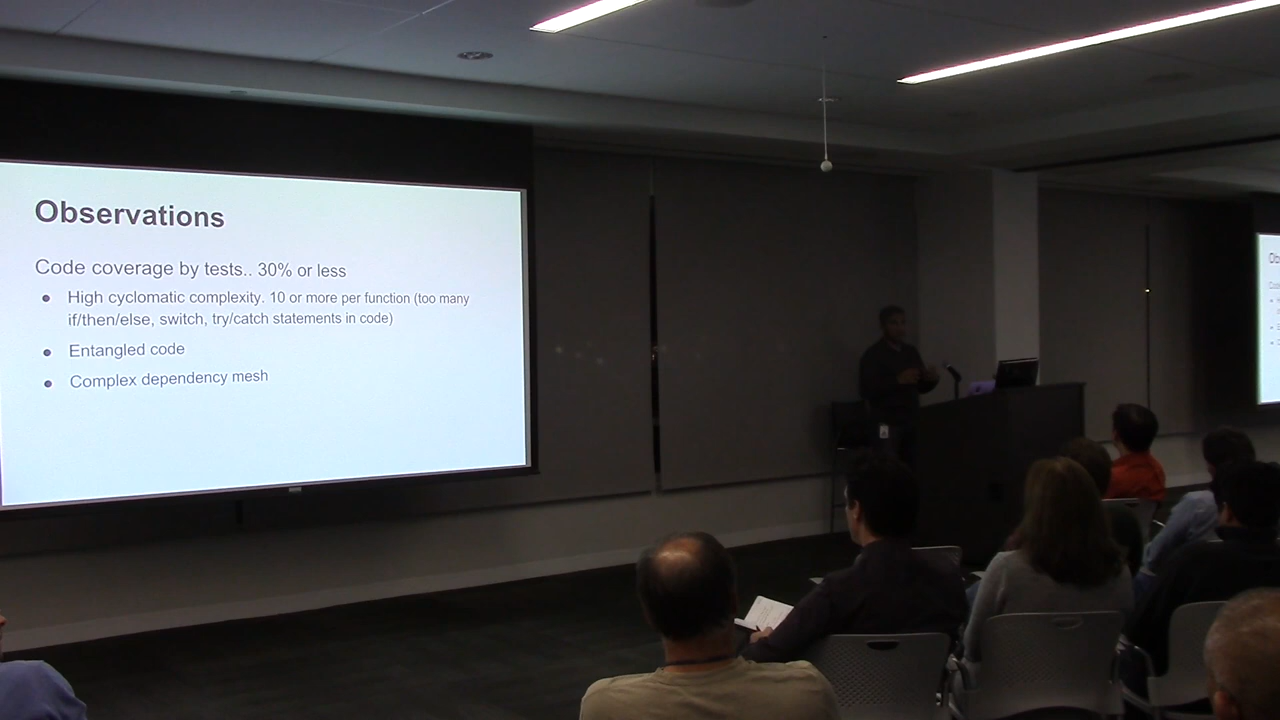 Observations
Code coverage by tests.. 30% or less
High cyclomatic complexity. 10 or more per function (too many
if/then/else, switch, try/catch statements in code)
Entangled code
Complex dependency mesh